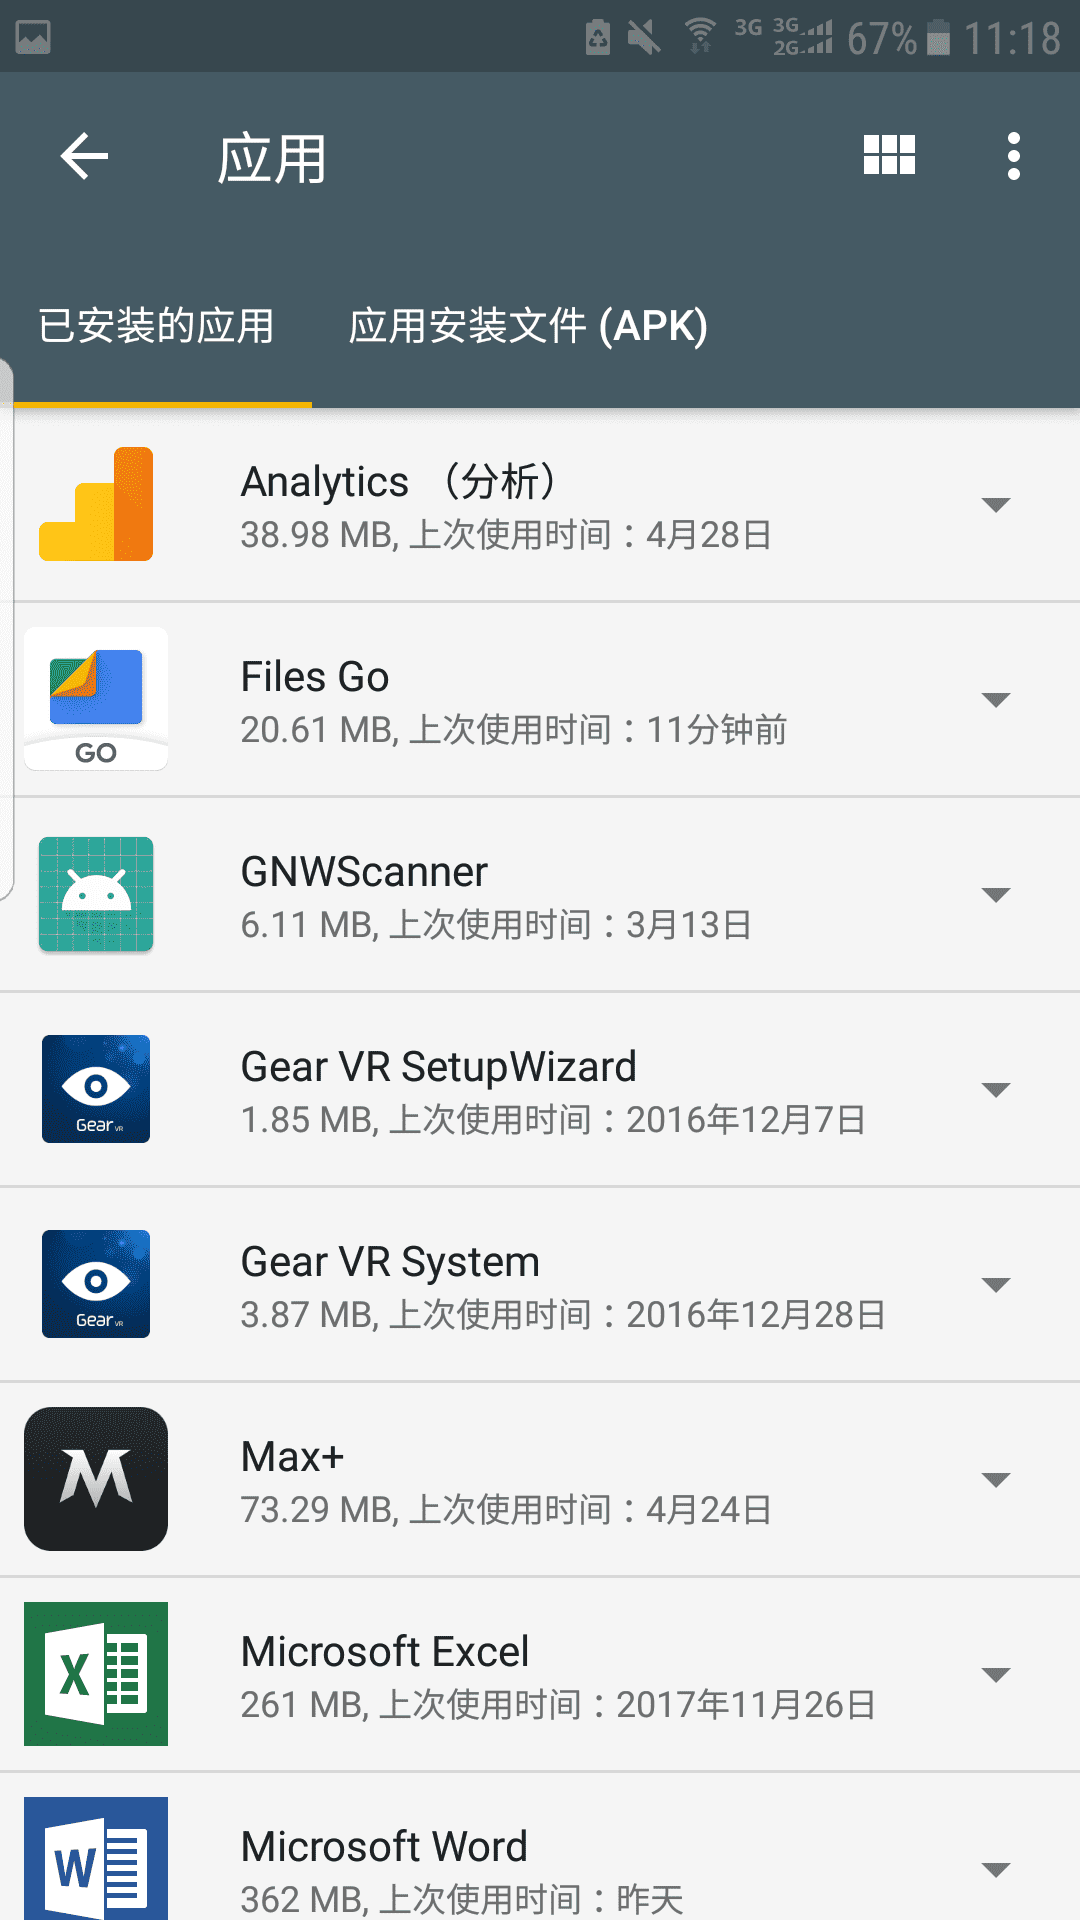 3G 3G 2G 67% 11:18
应用
已安装的应用 应用安装文件 (APK)
Analytics （分析）
38.98 MB, 上次使用时间：4月28日
Files Go
20.61 MB, 上次使用时间：11分钟前
GO
GNWScanner
6.11 MB, 上次使用时间：3月13日
Gear VR SetupWizard
1.85 MB, 上次使用时间：2016年12月7日
Gear VR
Gear VR System
3.87 MB, 上次使用时间：2016年12月28日
Gear VR
Max+
73.29 MB, 上次使用时间：4月24日
Microsoft Excel
261 MB, 上次使用时间：2017年11月26日
Microsoft Word
362 MB, 上次使用时间：昨天